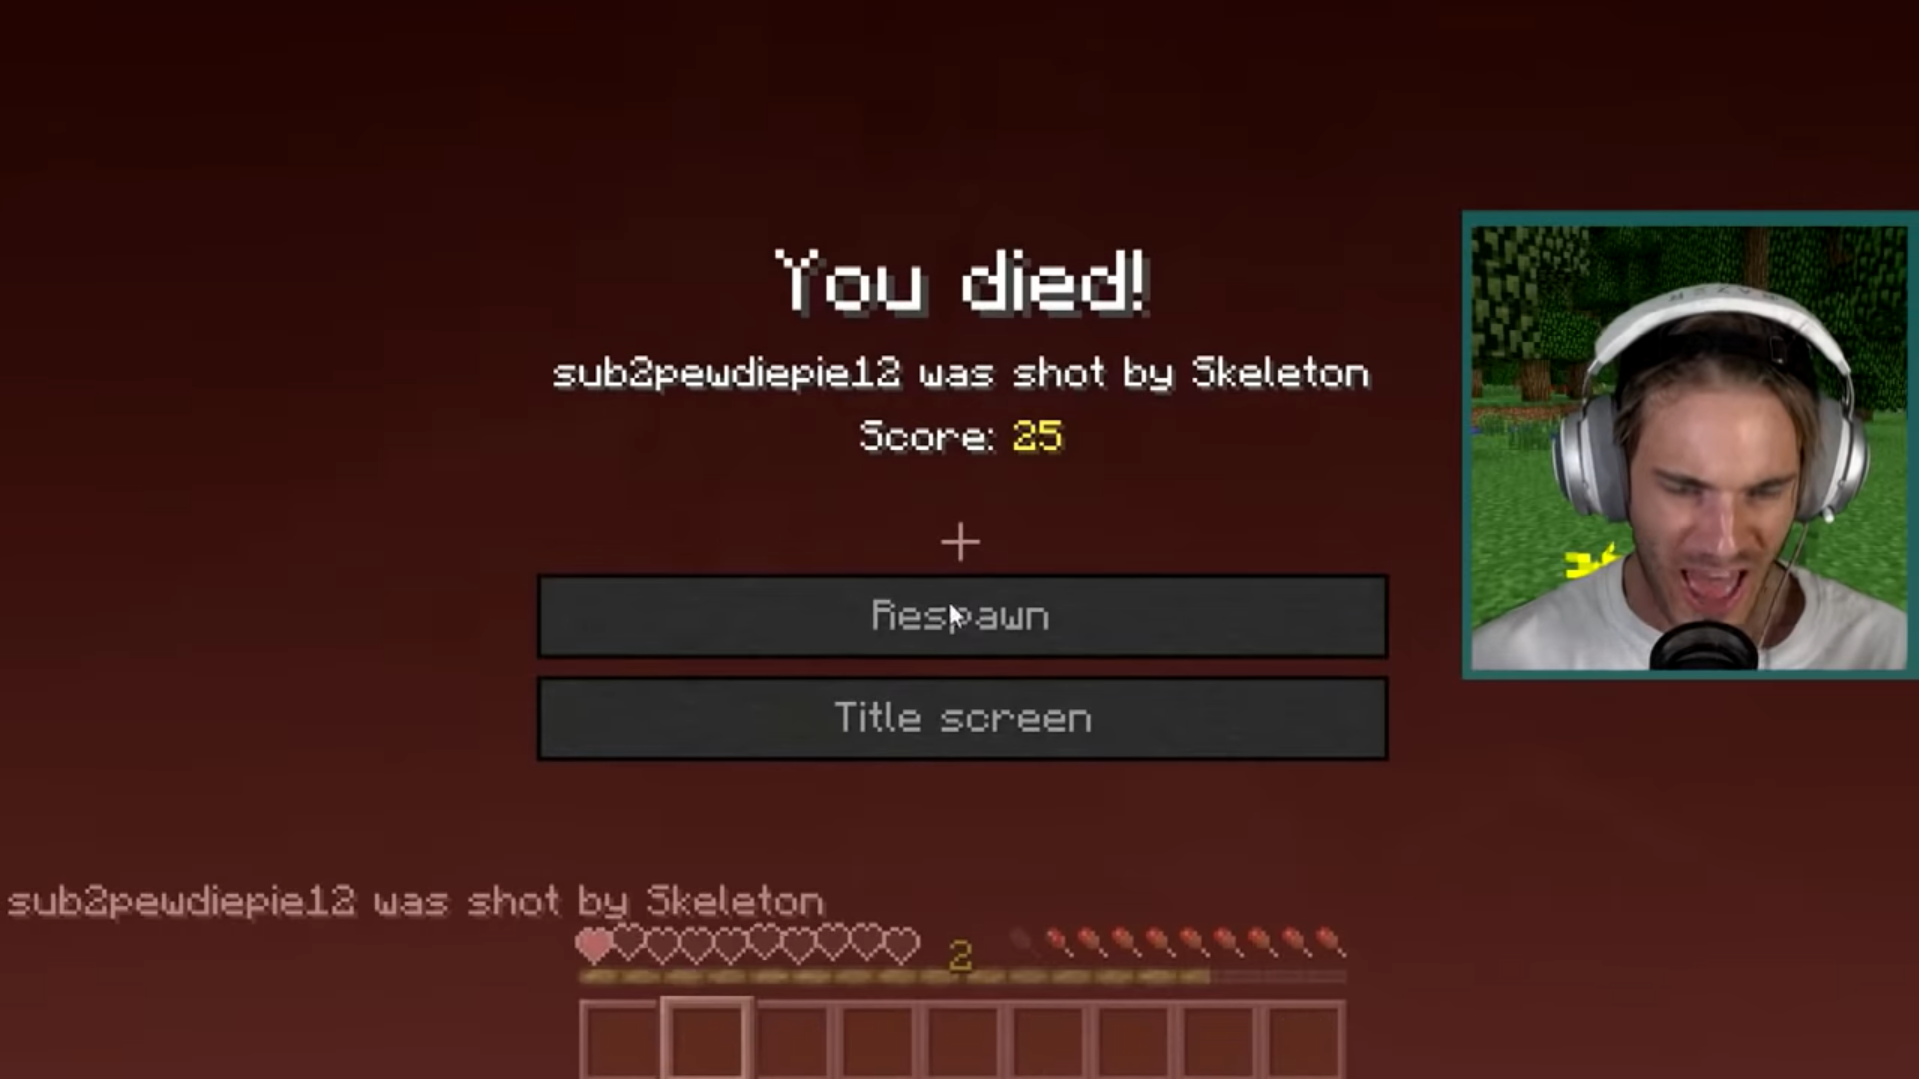 You died!
sub2pewdiepie12 was shot by Skeleton
Score: 25
Respawn
Title screen
sub2pewdiepie12 was shot by Skeleton
2